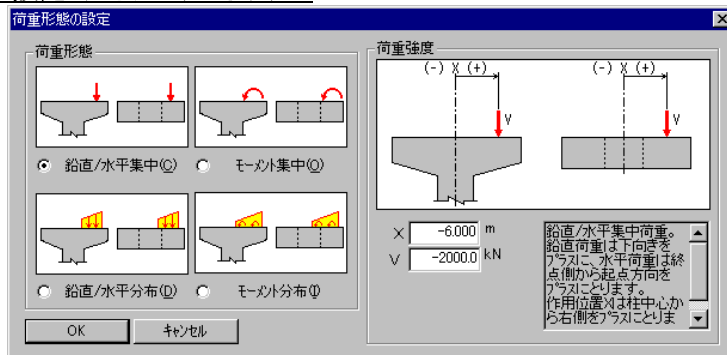 荷重形態の設定
荷重形態
鉛直/水平集中(C)
モーメント集中(O)
鉛直/水平分布(D)
モーメント分布(I)
OK
キャンセル
荷重強度
(-) X (+)
V
(-) X (+)
V
X -6.000 m
V -2000.0 kN
鉛直/水平集中荷重。
鉛直荷重は下向きを
プラスに、水平荷重は終
点側から起点方向を
プラスにとります。
作用位置Xは柱中心か
ら右側をプラスにとりま